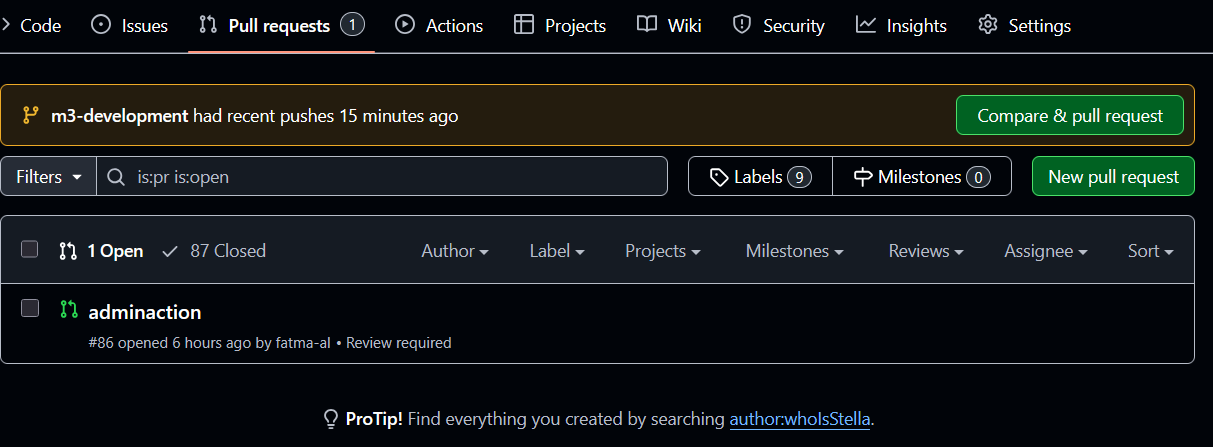 Code Issues Pull requests 1 Actions Projects Wiki Security Insights Settings
m3-development had recent pushes 15 minutes ago Compare & pull request
Filters is:pr is:open Labels 9 Milestones 0 New pull request
1 Open 87 Closed Author Label Projects Milestones Reviews Assignee Sort
adminaction
#86 opened 6 hours ago by fatma-al • Review required
ProTip! Find everything you created by searching author:whoIsStella.